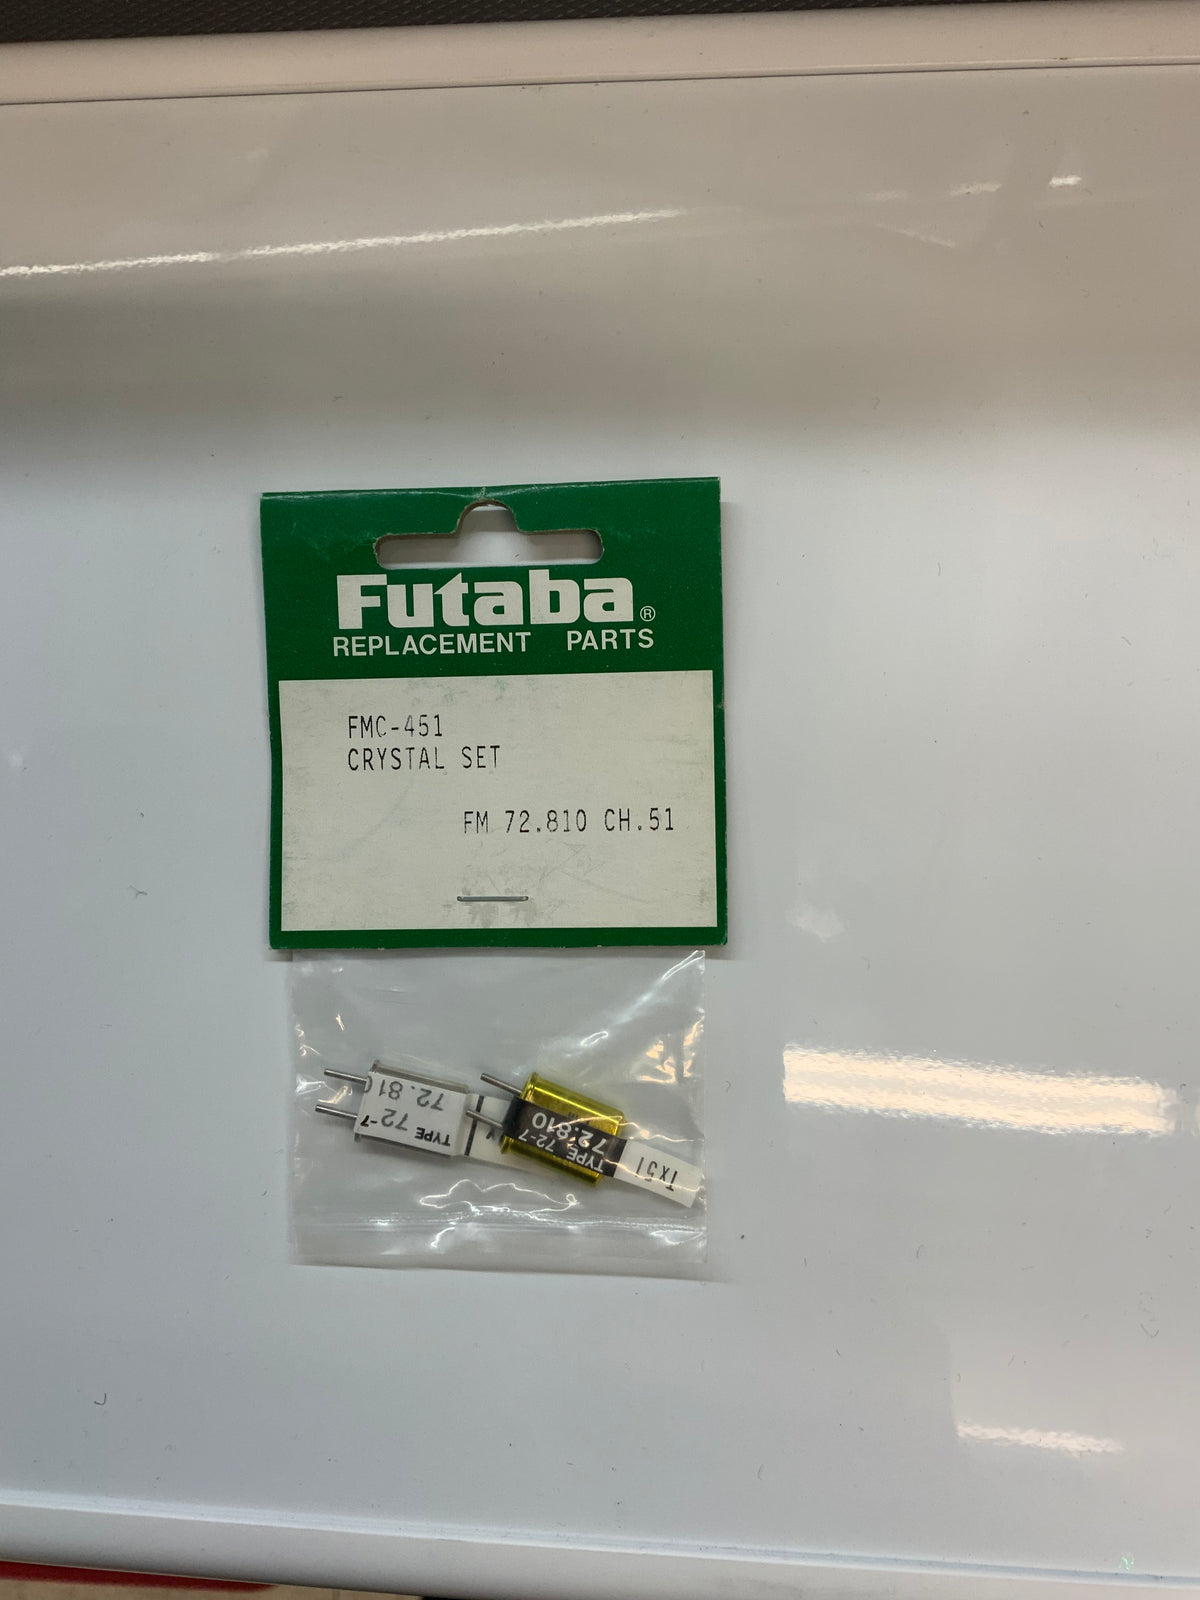 Futaba®
REPLACEMENT PARTS
FMC-451
CRYSTAL SET
FM 72.810 CH.51
72.810
TYPE 72-7
72.810
TYPE 72-7
Tx51